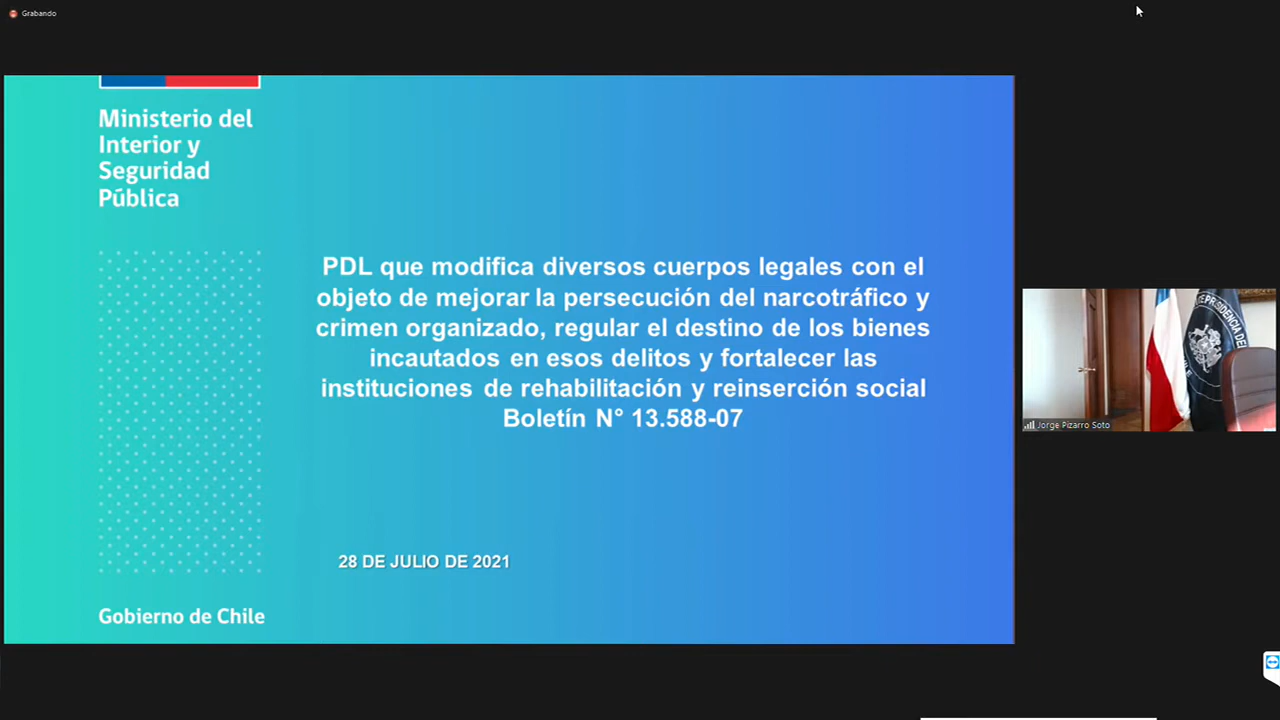 Grabando
Ministerio del
Interior y
Seguridad
Pública
PDL que modifica diversos cuerpos legales con el
objeto de mejorar la persecución del narcotráfico y
crimen organizado, regular el destino de los bienes
incautados en esos delitos y fortalecer las
instituciones de rehabilitación y reinserción social
Boletín N° 13.588-07
28 DE JULIO DE 2021
Gobierno de Chile
Jorge Pizarro Soto